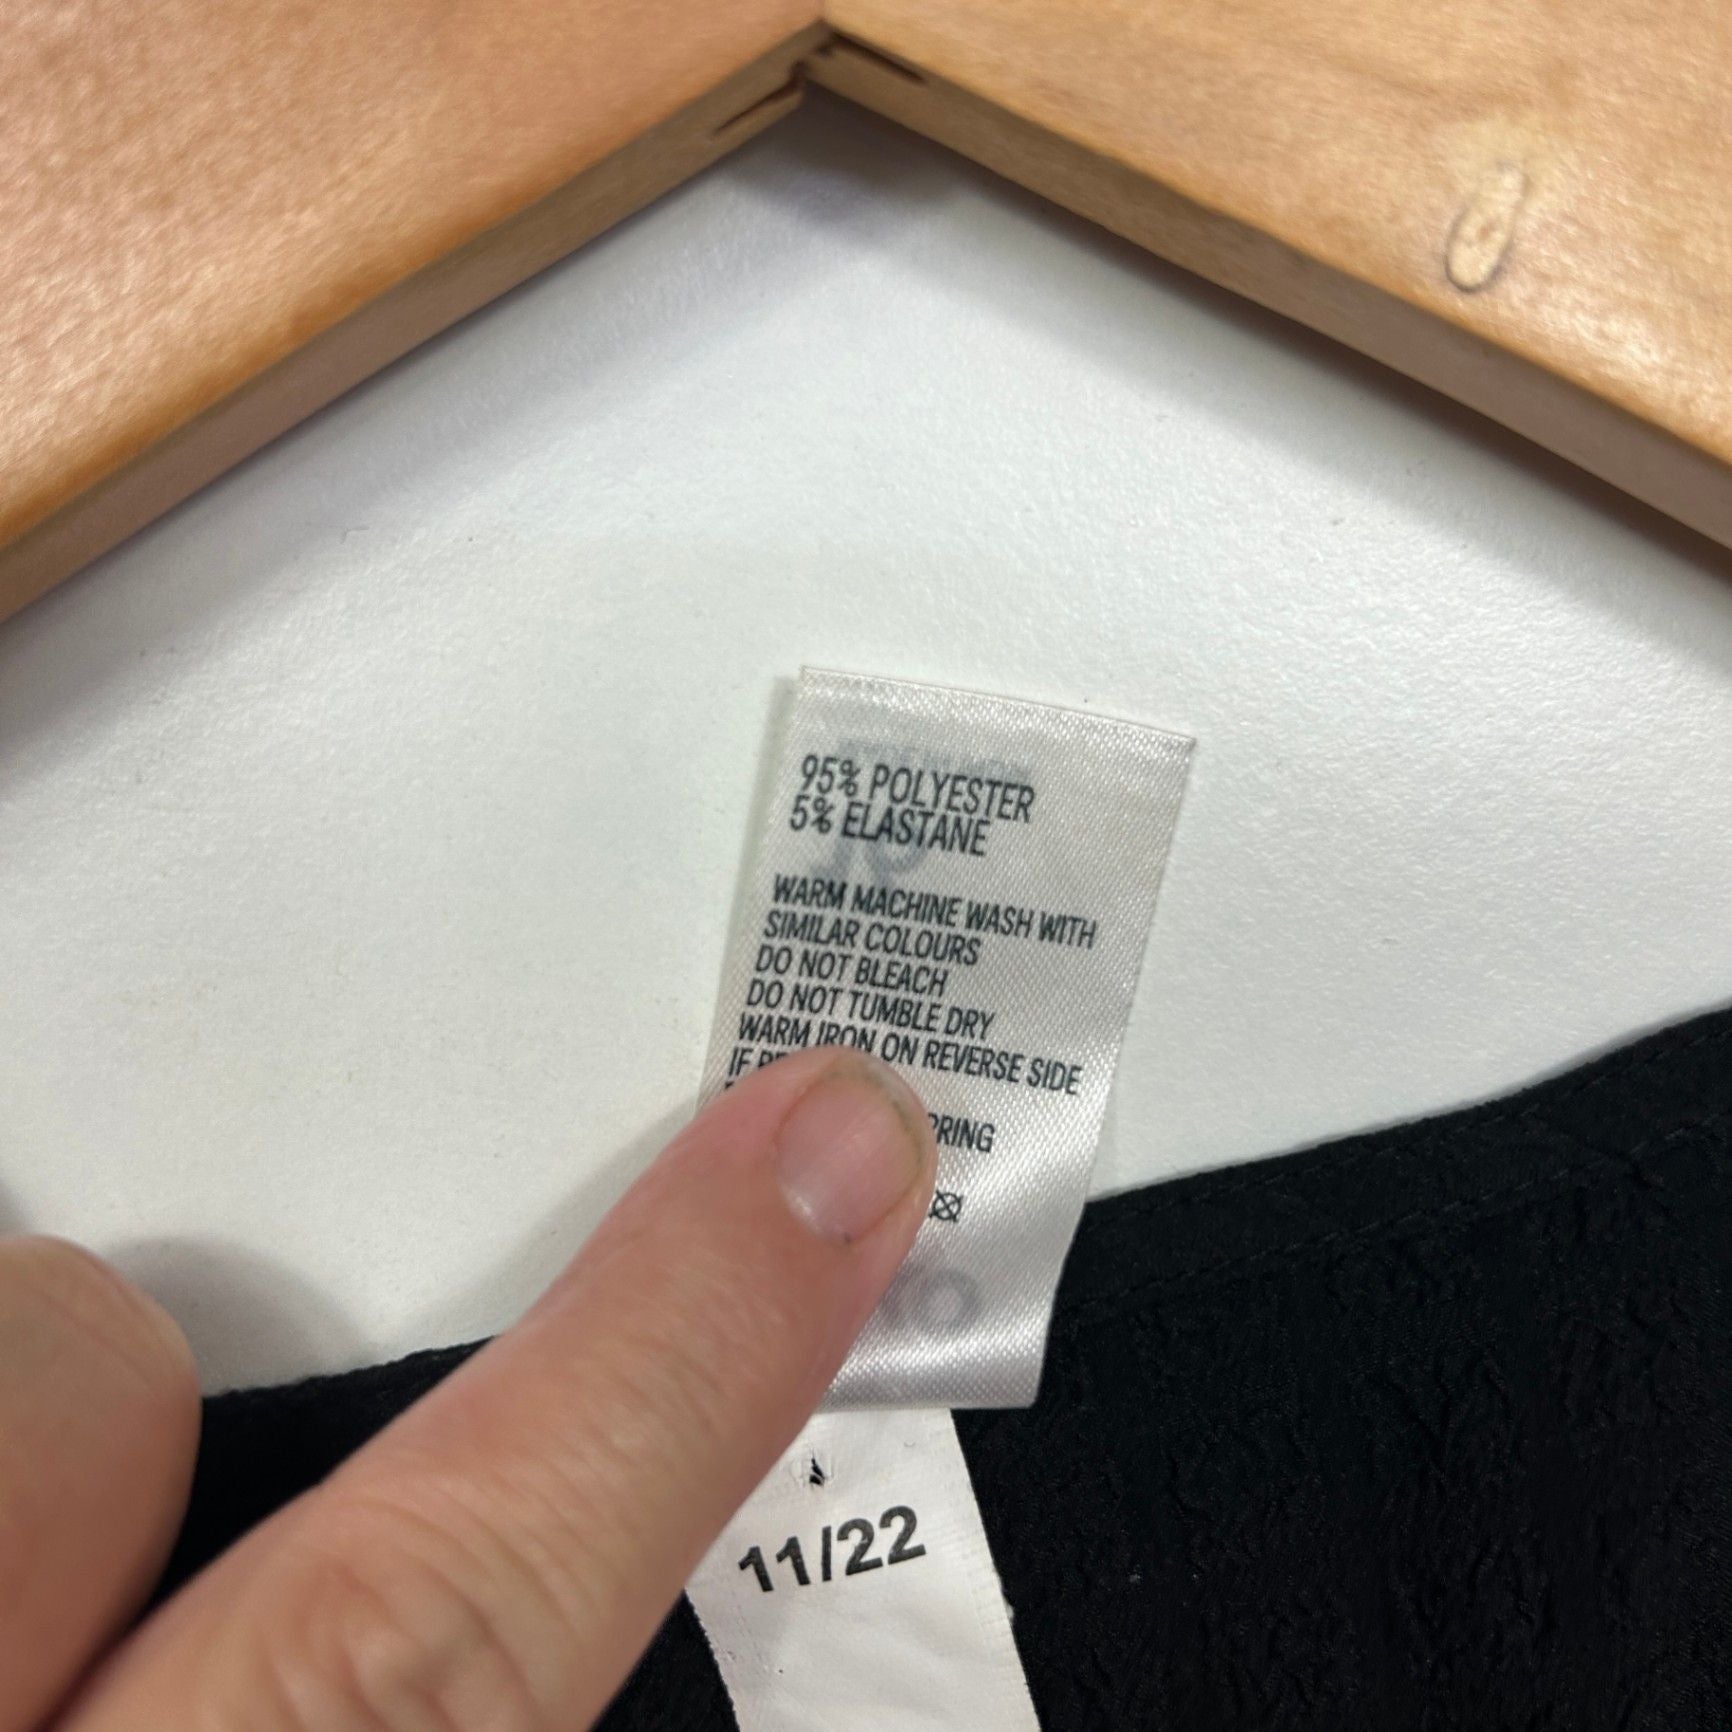 95% POLYESTER
5% ELASTANE
WARM MACHINE WASH WITH
SIMILAR COLOURS
DO NOT BLEACH
DO NOT TUMBLE DRY
WARM IRON ON REVERSE SIDE
IF
11/22